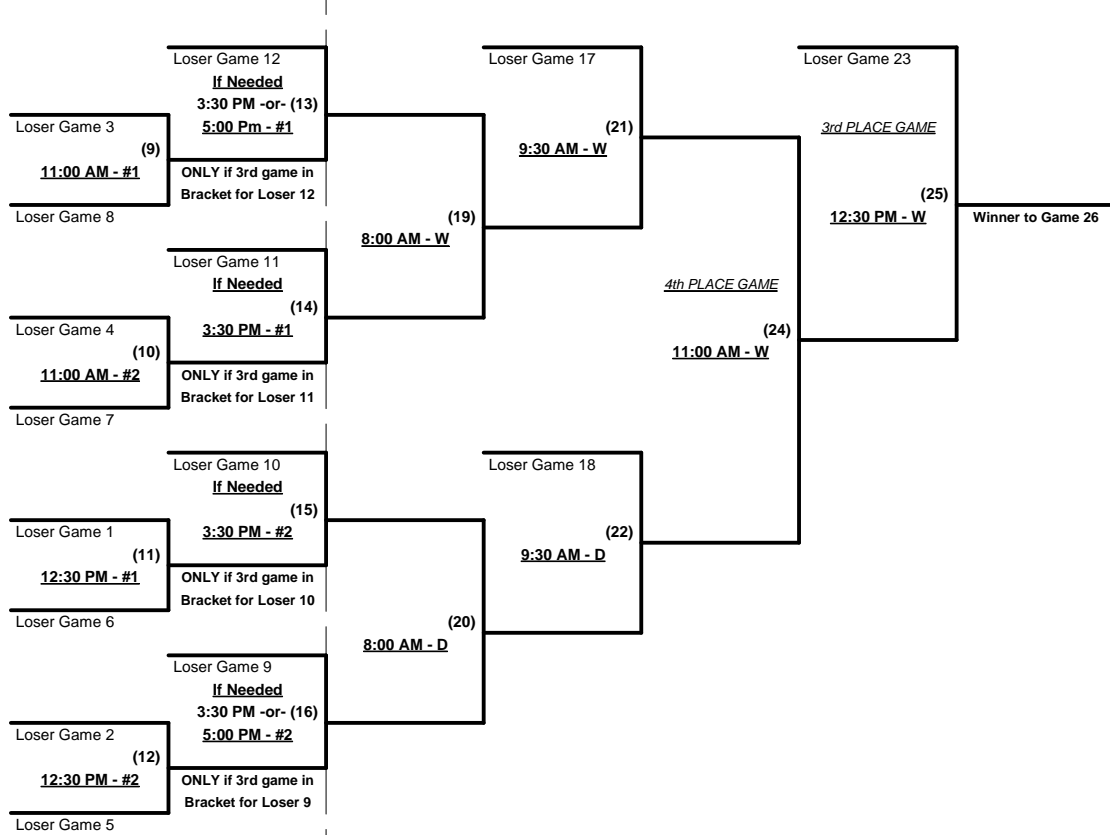 Loser Game 12
If Needed
3:30 PM -or- (13)
5:00 Pm - #1
Loser Game 3
(9)
11:00 AM - #1
ONLY if 3rd game in
Bracket for Loser 12
Loser Game 8
Loser Game 11
If Needed
(14)
3:30 PM - #1
Loser Game 4
(10)
11:00 AM - #2
ONLY if 3rd game in
Bracket for Loser 11
Loser Game 7
Loser Game 10
If Needed
(15)
3:30 PM - #2
Loser Game 1
(11)
12:30 PM - #1
ONLY if 3rd game in
Bracket for Loser 10
Loser Game 6
Loser Game 9
If Needed
3:30 PM -or- (16)
5:00 PM - #2
Loser Game 2
(12)
12:30 PM - #2
ONLY if 3rd game in
Bracket for Loser 9
Loser Game 5
(19)
8:00 AM - W
(20)
8:00 AM - D
Loser Game 17
(21)
9:30 AM - W
Loser Game 18
(22)
9:30 AM - D
4th PLACE GAME
(24)
11:00 AM - W
Loser Game 23
3rd PLACE GAME
(25)
12:30 PM - W
Winner to Game 26